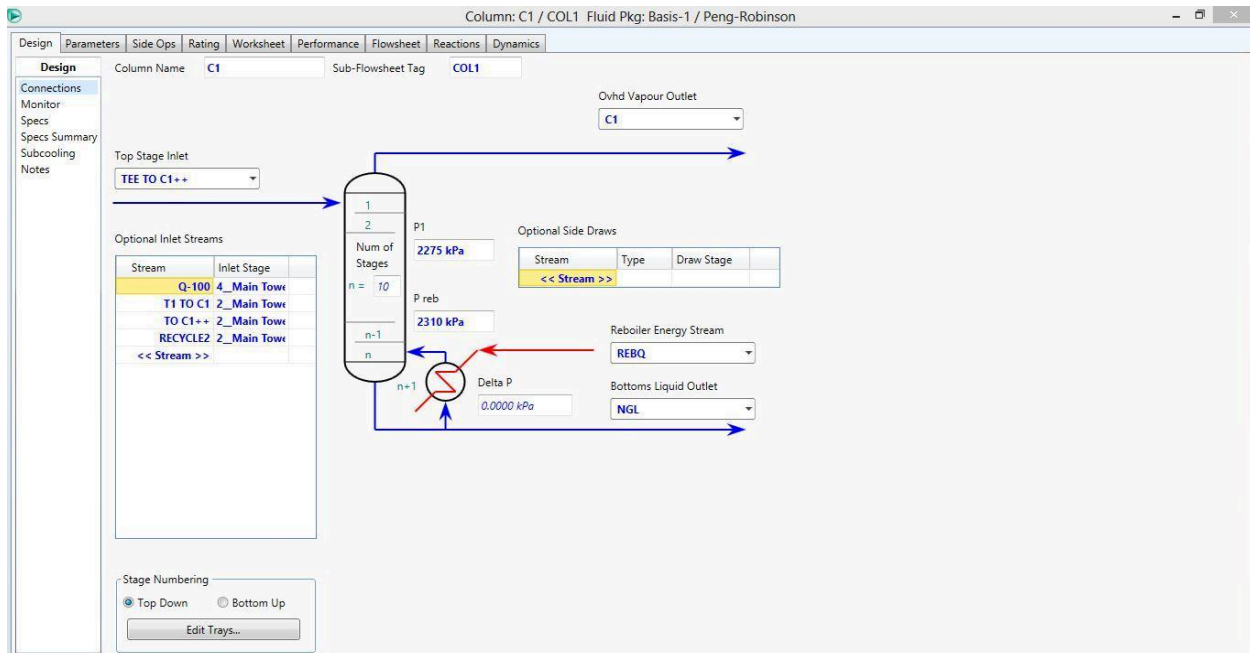 Column: C1 / COL1 Fluid Pkg: Basis-1 / Peng-Robinson
Design Parameters Side Ops Rating Worksheet Performance Flowsheet Reactions Dynamics
Design
Connections
Monitor
Specs
Specs Summary
Subcooling
Notes
Column Name C1 Sub-Flowsheet Tag COL1
Ovhd Vapour Outlet
C1
Top Stage Inlet
TEE TO C1++
Optional Inlet Streams
Stream Inlet Stage
Q-100 4__Main Towe
T1 TO C1 2__Main Towe
TO C1++ 2__Main Towe
RECYCLE2 2__Main Towe
<< Stream >>
1
2
Num of
Stages
n = 10
n-1
n
n+1
P1
2275 kPa
P reb
2310 kPa
Delta P
0.0000 kPa
Optional Side Draws
Stream Type Draw Stage
<< Stream >>
Reboiler Energy Stream
REBQ
Bottoms Liquid Outlet
NGL
Stage Numbering
Top Down Bottom Up
Edit Trays...